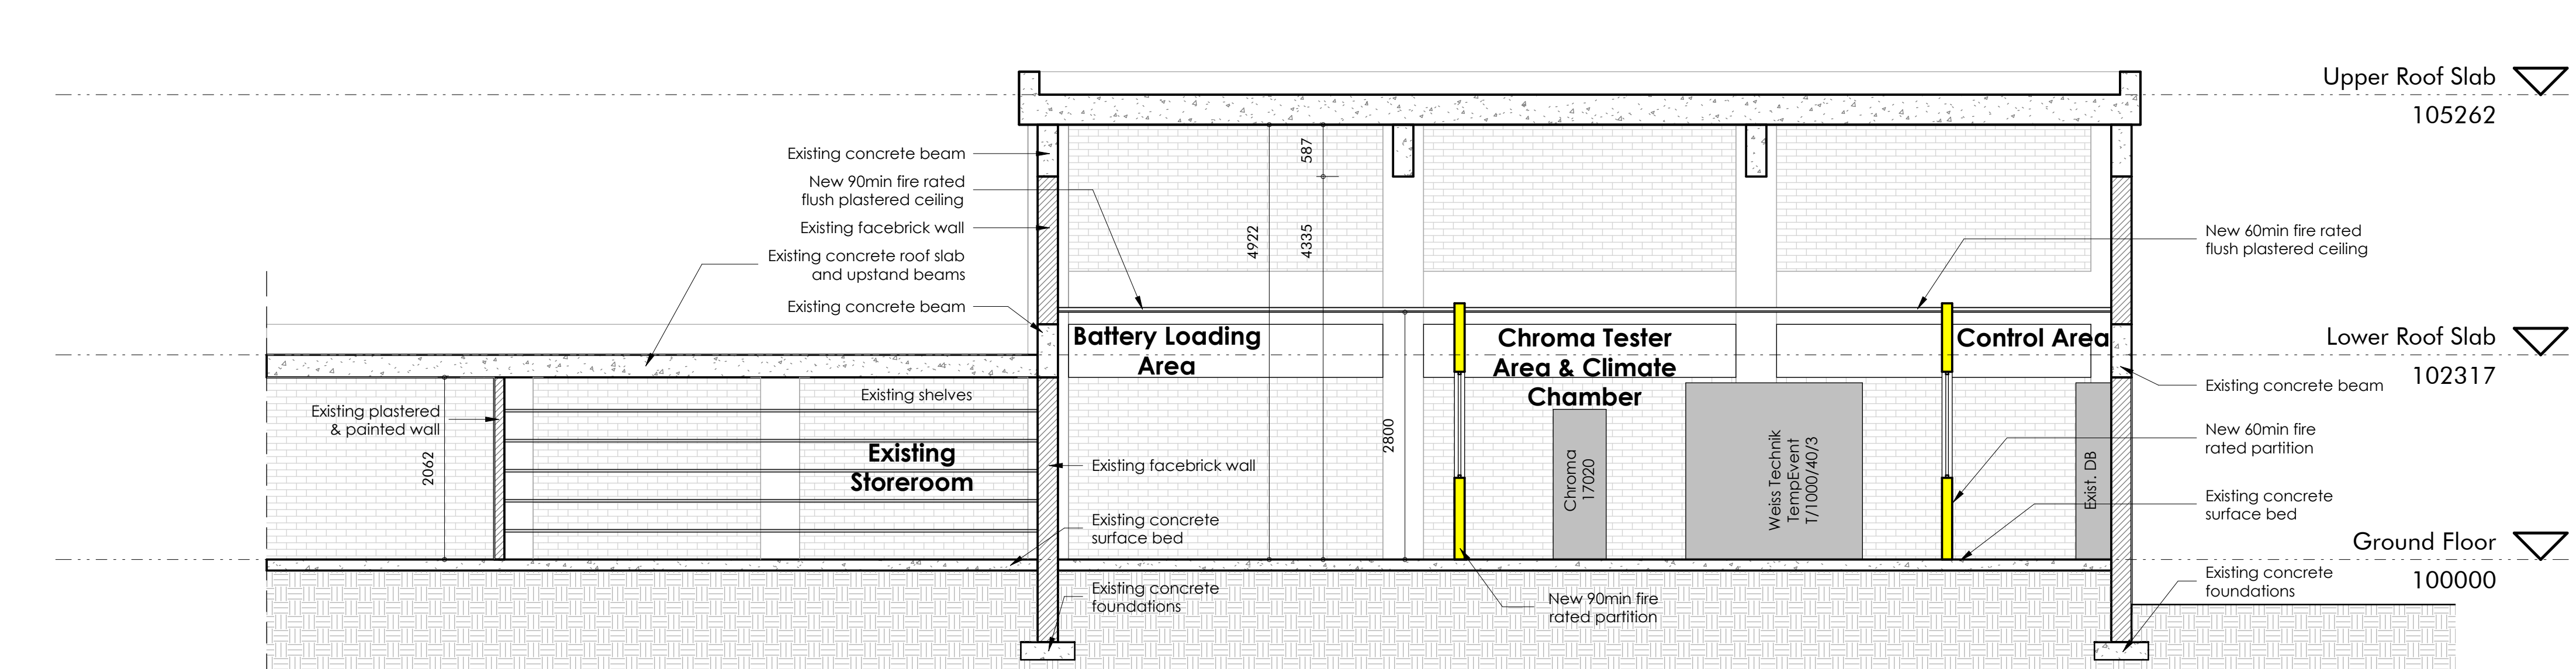 Upper Roof Slab
105262
Existing concrete beam
New 90min fire rated
flush plastered ceiling
Existing facebrick wall
Existing concrete roof slab
and upstand beams
Existing concrete beam
587
4922
4335
New 60min fire rated
flush plastered ceiling
Battery Loading
Area
Chroma Tester
Area & Climate
Chamber
Control Area
Lower Roof Slab
102317
Existing concrete beam
Existing plastered
& painted wall
2062
Existing shelves
Existing
Storeroom
Existing facebrick wall
2800
Chroma
17020
Weiss Technik
TempEvent
T/1000/40/3
Exist. DB
New 60min fire
rated partition
Existing concrete
surface bed
Existing concrete
surface bed
Ground Floor
100000
Existing concrete
foundations
New 90min fire
rated partition
Existing concrete
foundations